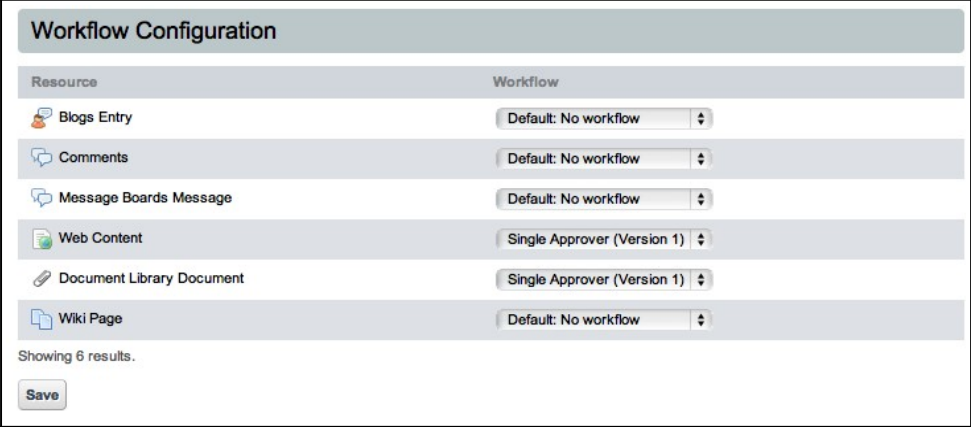 Workflow Configuration
Resource Workflow
Blogs Entry Default: No workflow
Comments Default: No workflow
Message Boards Message Default: No workflow
Web Content Single Approver (Version 1)
Document Library Document Single Approver (Version 1)
Wiki Page Default: No workflow
Showing 6 results.
Save